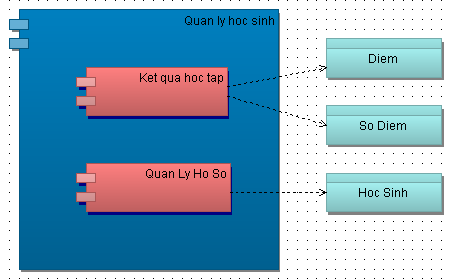 Quan ly hoc sinh
Ket qua hoc tap
Diem
So Diem
Quan Ly Ho So
Hoc Sinh